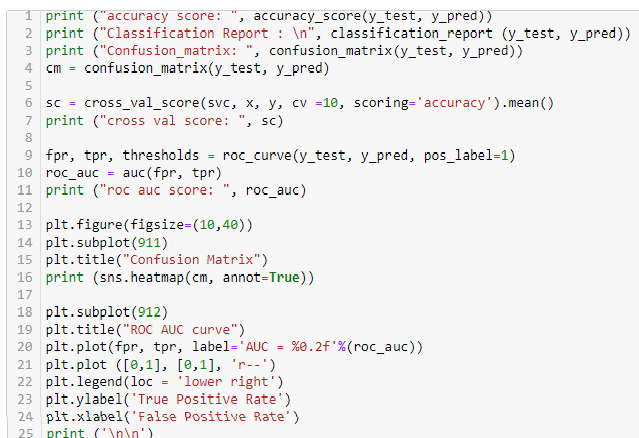 1 print ("accuracy score: ", accuracy_score(y_test, y_pred))
2 print ("Classification Report : \n", classification_report (y_test, y_pred))
3 print ("Confusion_matrix: ", confusion_matrix(y_test, y_pred))
4 cm = confusion_matrix(y_test, y_pred)
5
6 sc = cross_val_score(svc, x, y, cv =10, scoring='accuracy').mean()
7 print ("cross val score: ", sc)
8
9 fpr, tpr, thresholds = roc_curve(y_test, y_pred, pos_label=1)
10 roc_auc = auc(fpr, tpr)
11 print ("roc auc score: ", roc_auc)
12
13 plt.figure(figsize=(10,40))
14 plt.subplot(911)
15 plt.title("Confusion Matrix")
16 print (sns.heatmap(cm, annot=True))
17
18 plt.subplot(912)
19 plt.title("ROC AUC curve")
20 plt.plot(fpr, tpr, label='AUC = %0.2f'%(roc_auc))
21 plt.plot ([0,1], [0,1], 'r--')
22 plt.legend(loc = 'lower right')
23 plt.ylabel('True Positive Rate')
24 plt.xlabel('False Positive Rate')
25 print ('\n\n')